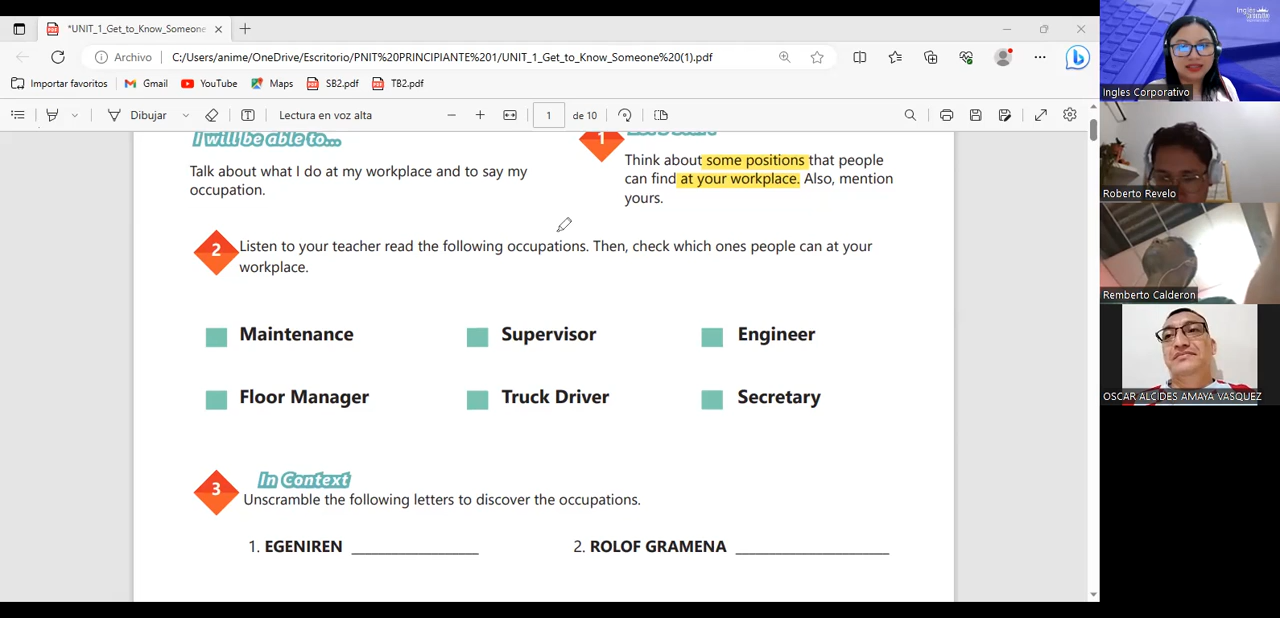 *UNIT_1_Get_to_Know_Someone
Archivo
C:/Users/anime/OneDrive/Escritorio/PNIT%20PRINCIPIANTE%201/UNIT_1_Get_to_Know_Someone%20(1).pdf
Importar favoritos
Gmail
YouTube
Maps
SB2.pdf
TB2.pdf
Dibujar
Lectura en voz alta
1
de 10
I will be able to...
Talk about what I do at my workplace and to say my
occupation.
1
Think about some positions that people
can find at your workplace. Also, mention
yours.
2
Listen to your teacher read the following occupations. Then, check which ones people can at your
workplace.
Maintenance
Supervisor
Engineer
Floor Manager
Truck Driver
Secretary
3
In Context
Unscramble the following letters to discover the occupations.
1. EGENIREN _______________
2. ROLOF GRAMENA __________________
Ingles Corporativo
Roberto Revelo
Remberto Calderon
OSCAR ALCIDES AMAYA VASQUEZ